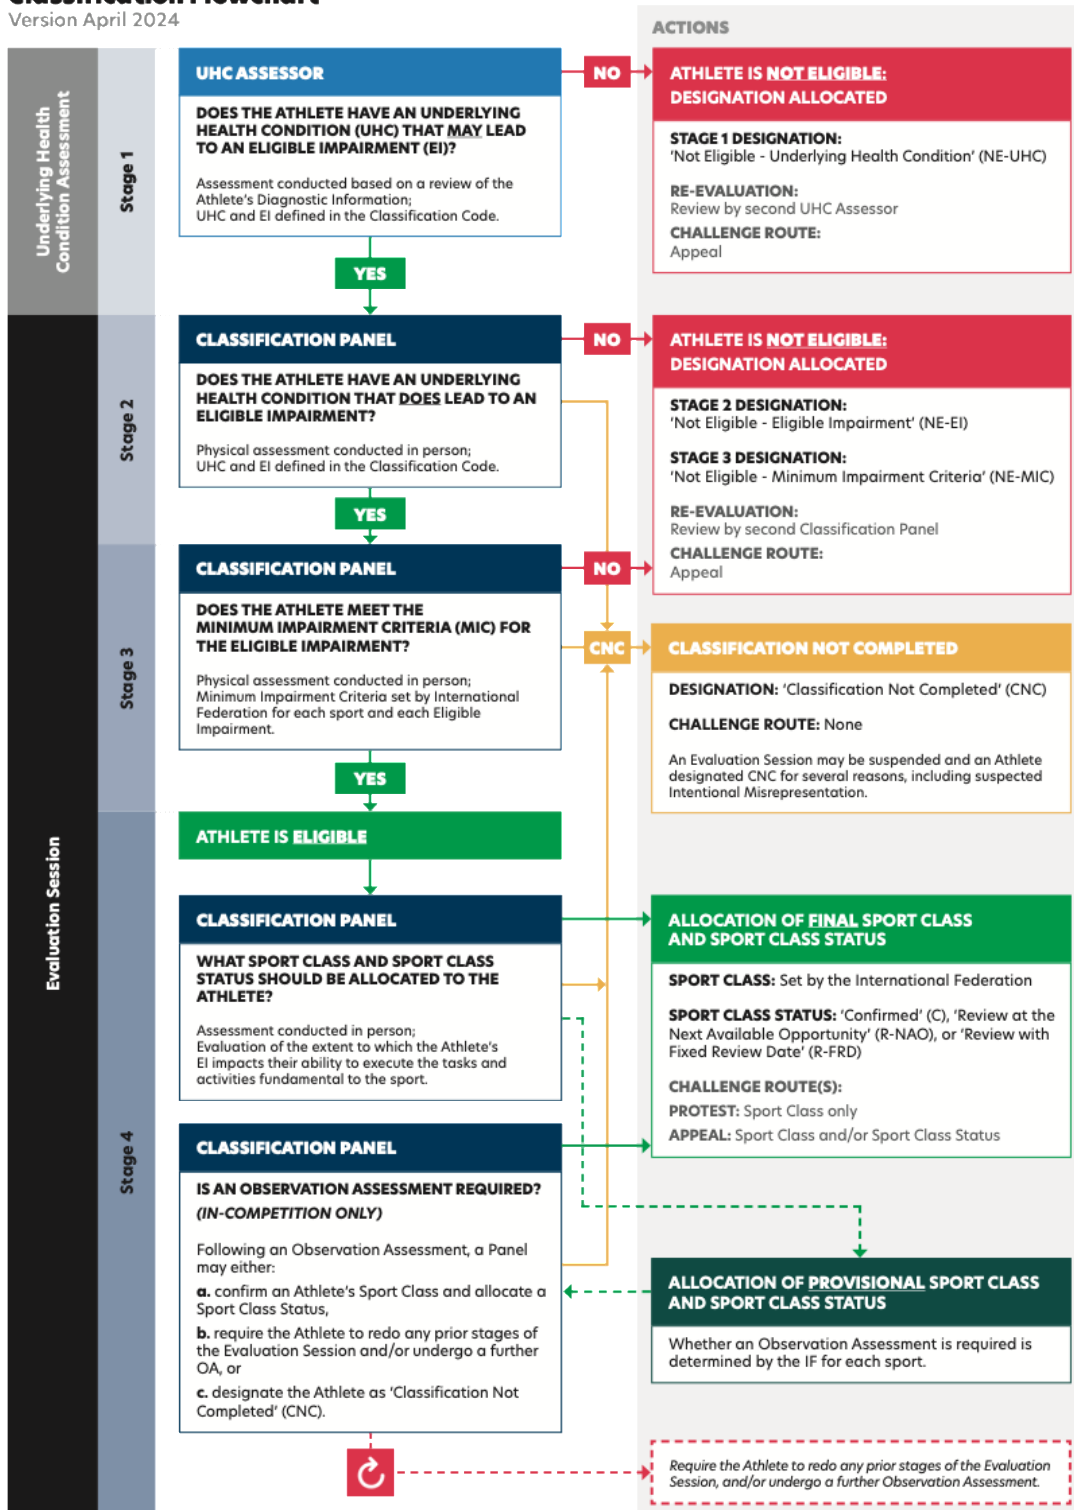 Classification Flowchart
Version April 2024
ACTIONS
Underlying Health
Condition Assessment
Stage 1
UHC ASSESSOR
DOES THE ATHLETE HAVE AN UNDERLYING
HEALTH CONDITION (UHC) THAT MAY LEAD
TO AN ELIGIBLE IMPAIRMENT (EI)?
Assessment conducted based on a review of the
Athlete's Diagnostic Information;
UHC and EI defined in the Classification Code.
NO
ATHLETE IS NOT ELIGIBLE:
DESIGNATION ALLOCATED
STAGE 1 DESIGNATION:
'Not Eligible - Underlying Health Condition' (NE-UHC)
RE-EVALUATION:
Review by second UHC Assessor
CHALLENGE ROUTE:
Appeal
YES
Evaluation Session
Stage 2
CLASSIFICATION PANEL
DOES THE ATHLETE HAVE AN UNDERLYING
HEALTH CONDITION THAT DOES LEAD TO AN
ELIGIBLE IMPAIRMENT?
Physical assessment conducted in person;
UHC and EI defined in the Classification Code.
NO
ATHLETE IS NOT ELIGIBLE:
DESIGNATION ALLOCATED
STAGE 2 DESIGNATION:
'Not Eligible - Eligible Impairment' (NE-EI)
STAGE 3 DESIGNATION:
'Not Eligible - Minimum Impairment Criteria' (NE-MIC)
RE-EVALUATION:
Review by second Classification Panel
CHALLENGE ROUTE:
Appeal
YES
Stage 3
CLASSIFICATION PANEL
DOES THE ATHLETE MEET THE
MINIMUM IMPAIRMENT CRITERIA (MIC) FOR
THE ELIGIBLE IMPAIRMENT?
Physical assessment conducted in person;
Minimum Impairment Criteria set by International
Federation for each sport and each Eligible
Impairment.
NO
CNC
CLASSIFICATION NOT COMPLETED
DESIGNATION: 'Classification Not Completed' (CNC)
CHALLENGE ROUTE: None
An Evaluation Session may be suspended and an Athlete
designated CNC for several reasons, including suspected
Intentional Misrepresentation.
YES
Stage 4
ATHLETE IS ELIGIBLE
CLASSIFICATION PANEL
WHAT SPORT CLASS AND SPORT CLASS
STATUS SHOULD BE ALLOCATED TO THE
ATHLETE?
Assessment conducted in person;
Evaluation of the extent to which the Athlete's
EI impacts their ability to execute the tasks and
activities fundamental to the sport.
ALLOCATION OF FINAL SPORT CLASS
AND SPORT CLASS STATUS
SPORT CLASS: Set by the International Federation
SPORT CLASS STATUS: 'Confirmed' (C), 'Review at the
Next Available Opportunity' (R-NAO), or 'Review with
Fixed Review Date' (R-FRD)
CHALLENGE ROUTE(S):
PROTEST: Sport Class only
APPEAL: Sport Class and/or Sport Class Status
CLASSIFICATION PANEL
IS AN OBSERVATION ASSESSMENT REQUIRED?
(IN-COMPETITION ONLY)
Following an Observation Assessment, a Panel
may either:
a. confirm an Athlete's Sport Class and allocate a
Sport Class Status,
b. require the Athlete to redo any prior stages of
the Evaluation Session and/or undergo a further
OA, or
c. designate the Athlete as 'Classification Not
Completed' (CNC).
ALLOCATION OF PROVISIONAL SPORT CLASS
AND SPORT CLASS STATUS
Whether an Observation Assessment is required is
determined by the IF for each sport.
Require the Athlete to redo any prior stages of the Evaluation
Session, and/or undergo a further Observation Assessment.